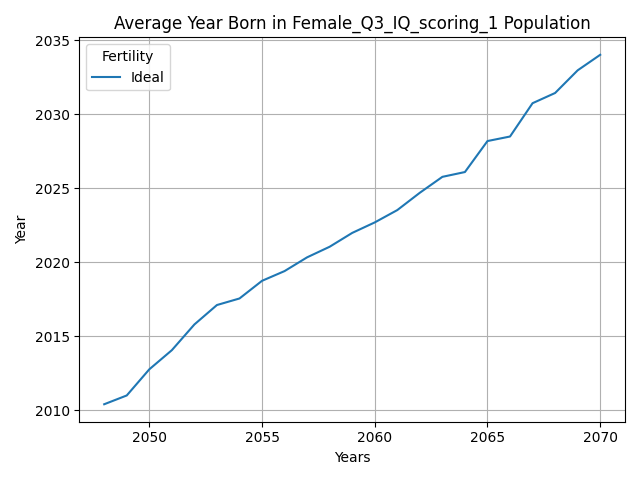 Average Year Born in Female_Q3_IQ_scoring_1 Population
Fertility
Ideal
2035
2030
2025
2020
2015
2010
Year
2050 2055 2060 2065 2070
Years